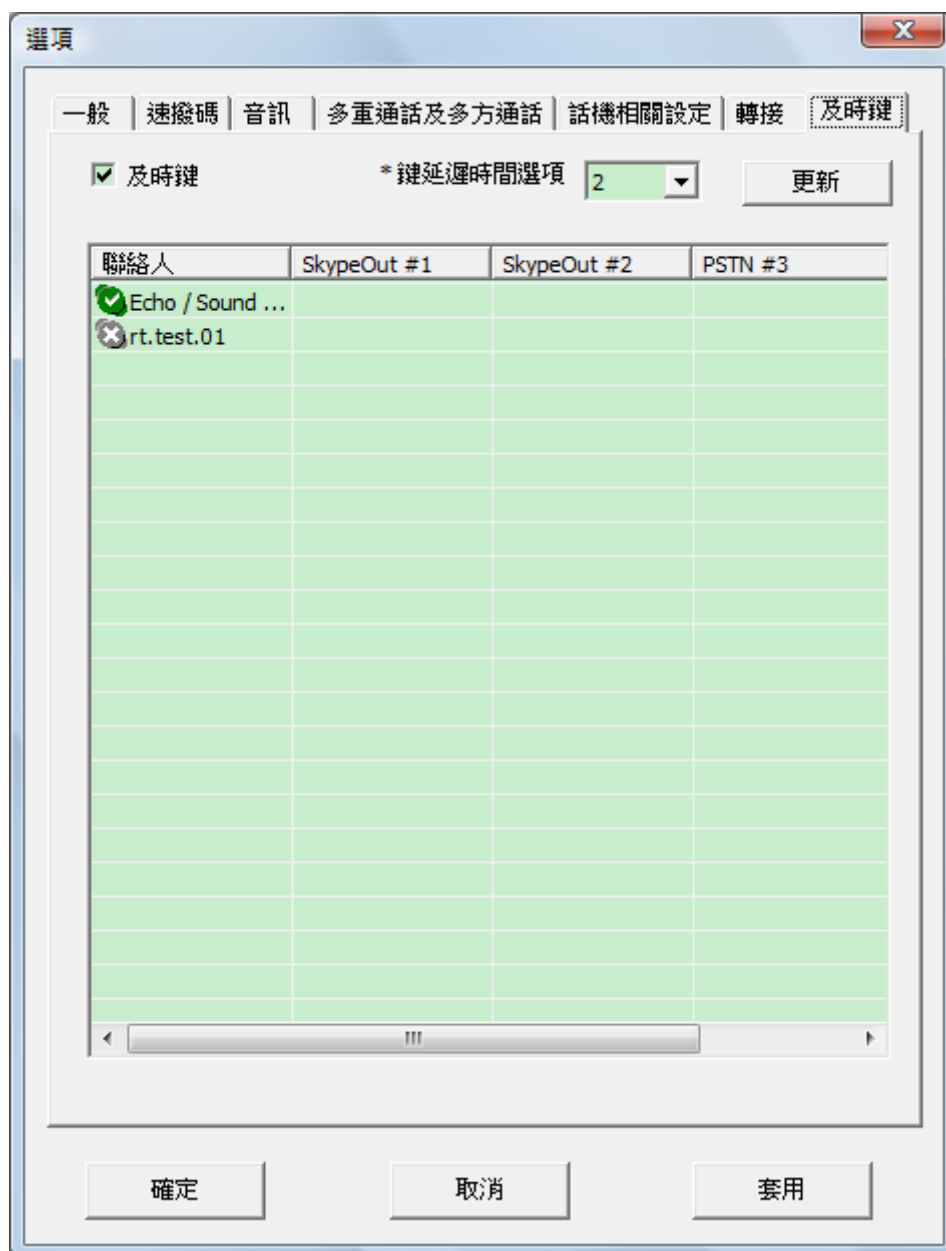 選項
一般 速撥碼 音訊 多重通話及多方通話 話機相關設定 轉接 及時鍵
及時鍵 *鍵延遲時間選項 2 更新
聯絡人 SkypeOut #1 SkypeOut #2 PSTN #3
Echo / Sound ...
rt.test.01
確定 取消 套用